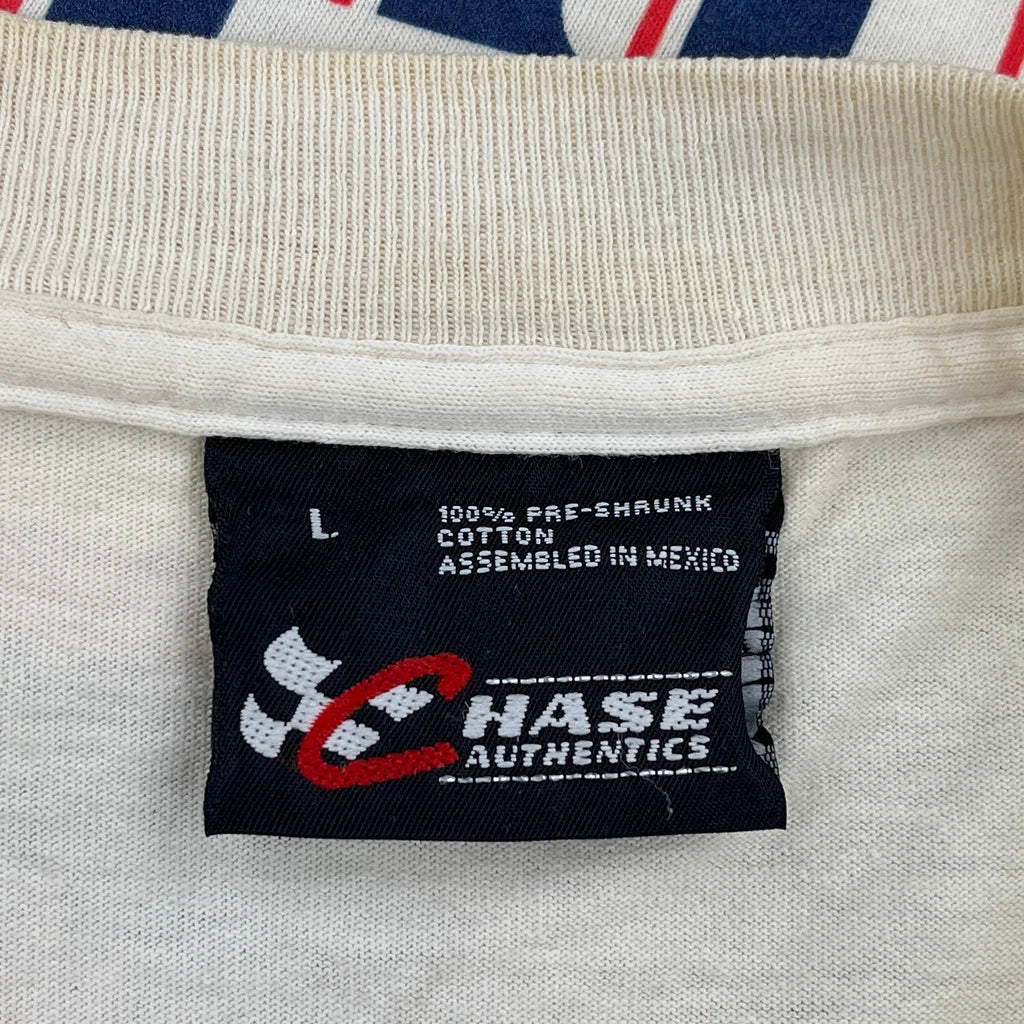 L
100% PRE-SHRUNK
COTTON
ASSEMBLED IN MEXICO
CHASE
AUTHENTICS